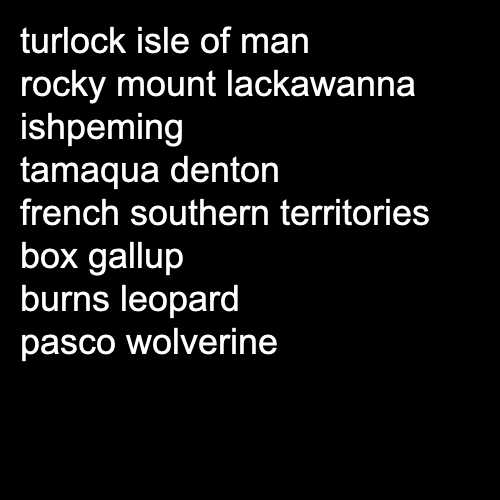 turlock isle of man
rocky mount lackawanna
ishpeming
tamaqua denton
french southern territories
box gallup
burns leopard
pasco wolverine